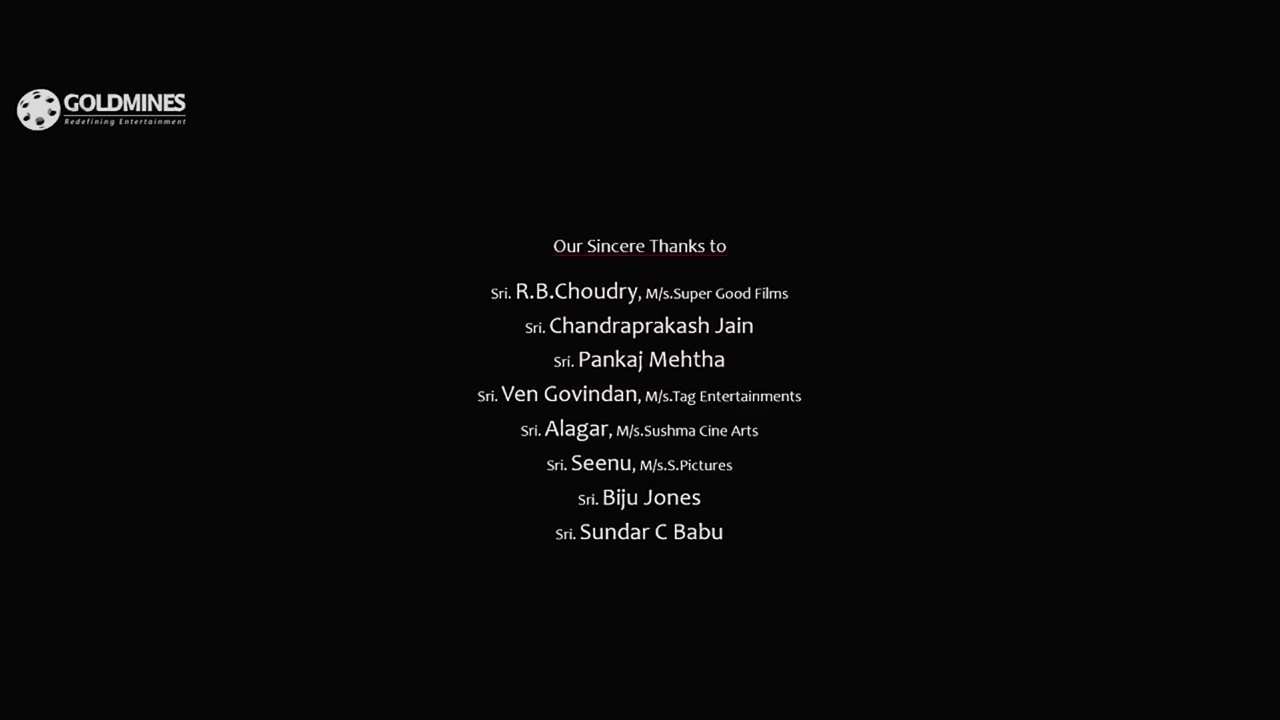 GOLDMINES
Redefining Entertainment
Our Sincere Thanks to
Sri. R.B.Choudry, M/s.Super Good Films
Sri. Chandraprakash Jain
Sri. Pankaj Mehtha
Sri. Ven Govindan, M/s.Tag Entertainments
Sri. Alagar, M/s.Sushma Cine Arts
Sri. Seenu, M/s.S.Pictures
Sri. Biju Jones
Sri. Sundar C Babu